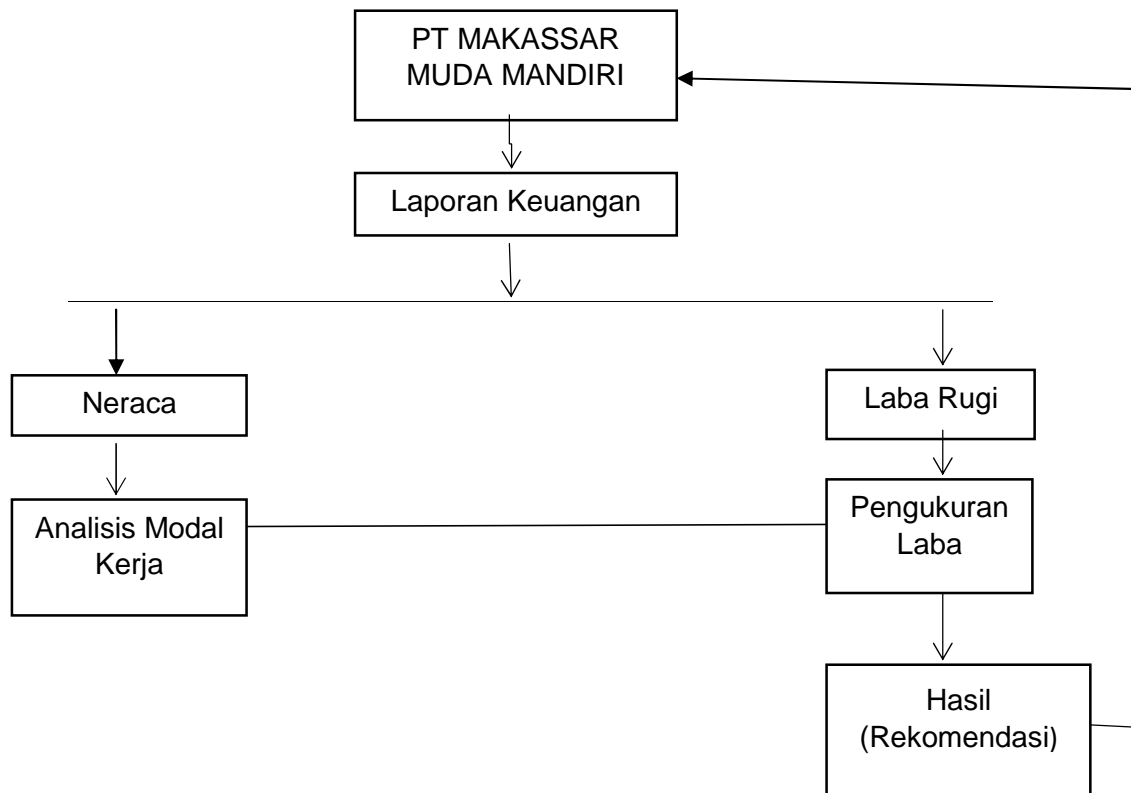 PT MAKASSAR
MUDA MANDIRI
Laporan Keuangan
Neraca
Laba Rugi
Analisis Modal
Kerja
Pengukuran
Laba
Hasil
(Rekomendasi)